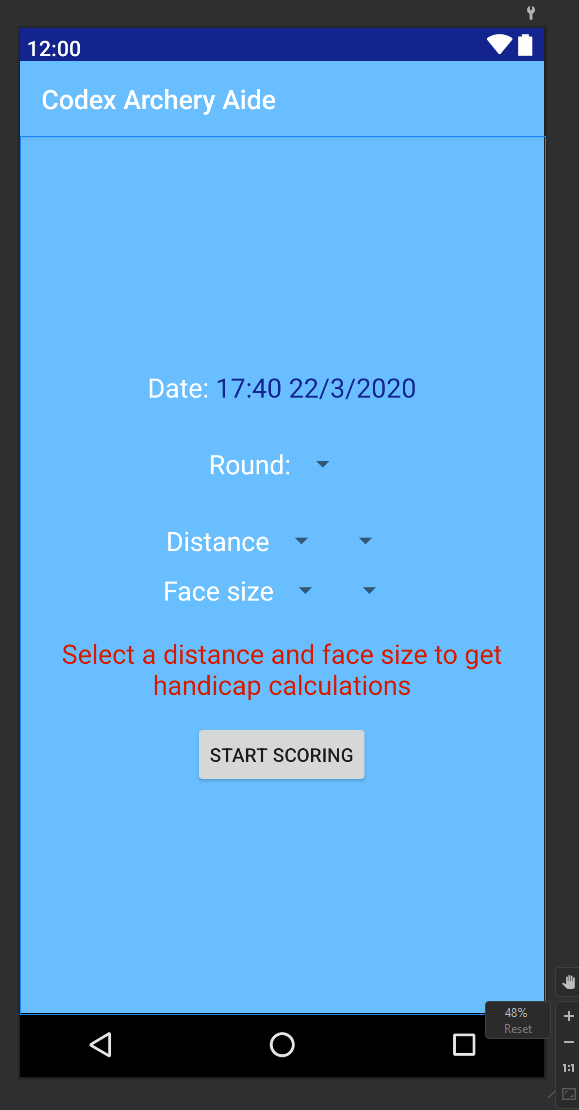 12:00
Codex Archery Aide
Date: 17:40 22/3/2020
Round:
Distance
Face size
Select a distance and face size to get
handicap calculations
START SCORING
48%
Reset
1:1